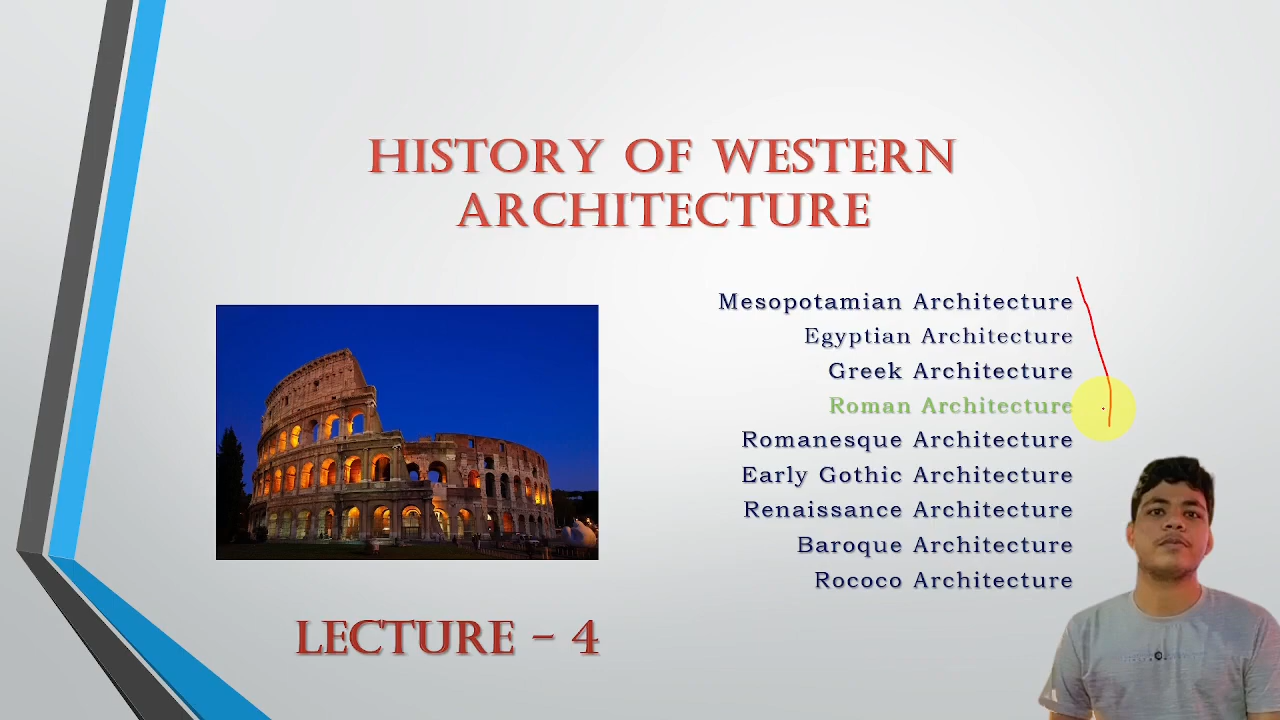 HISTORY OF WESTERN
ARCHITECTURE
Mesopotamian Architecture
Egyptian Architecture
Greek Architecture
Roman Architecture
Romanesque Architecture
Early Gothic Architecture
Renaissance Architecture
Baroque Architecture
Rococo Architecture
LECTURE – 4